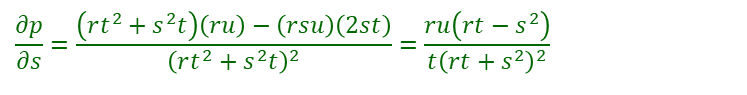 ∂p/∂s = ((rt² + s²t)(ru) − (rsu)(2st))/(rt² + s²t)² = ru(rt − s²)/t(rt + s²)²